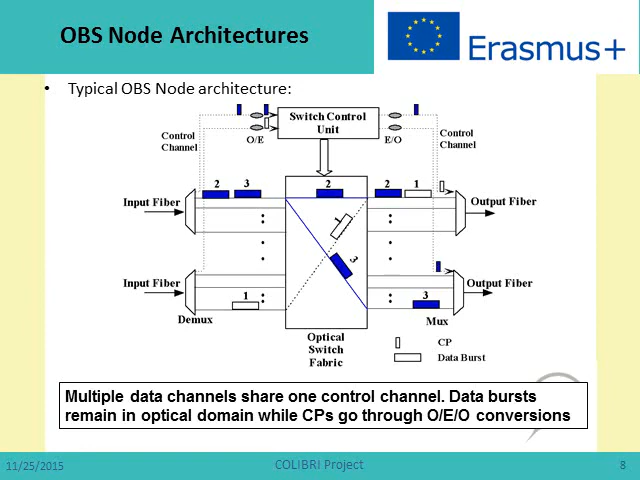 OBS Node Architectures
Erasmus+
• Typical OBS Node architecture:
Switch Control
Unit
Control
Channel
O/E
E/O
Control
Channel
2
3
2
2
1
Input Fiber
Output Fiber
1
3
Input Fiber
1
3
Output Fiber
Demux
Mux
Optical
Switch
Fabric
CP
Data Burst
Multiple data channels share one control channel. Data bursts
remain in optical domain while CPs go through O/E/O conversions
11/25/2015
COLIBRI Project
8